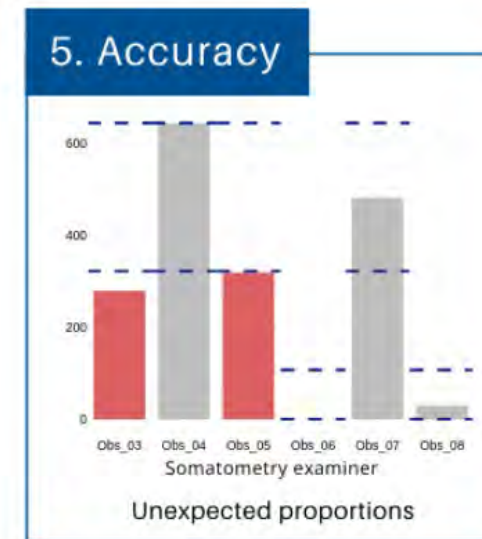 5. Accuracy
600
400
200
0
Obs_03 Obs_04 Obs_05 Obs_06 Obs_07 Obs_08
Somatometry examiner
Unexpected proportions